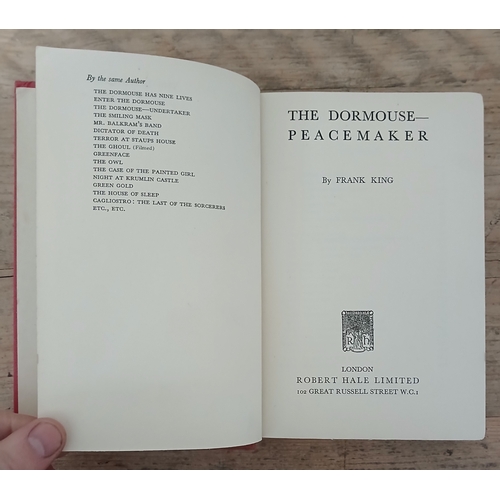 By the same Author
THE DORMOUSE HAS NINE LIVES
ENTER THE DORMOUSE
THE DORMOUSE—UNDERTAKER
THE SMILING MASK
MR. BALKRAM'S BAND
DICTATOR OF DEATH
TERROR AT STAUPS HOUSE
THE GHOUL (Filmed)
GREENFACE
THE OWL
THE CASE OF THE PAINTED GIRL
NIGHT AT KRUMLIN CASTLE
GREEN GOLD
THE HOUSE OF SLEEP
CAGLIOSTRO: THE LAST OF THE SORCERERS
ETC., ETC.
THE DORMOUSE—
PEACEMAKER
By FRANK KING
R H
LONDON
ROBERT HALE LIMITED
102 GREAT RUSSELL STREET W.C.1